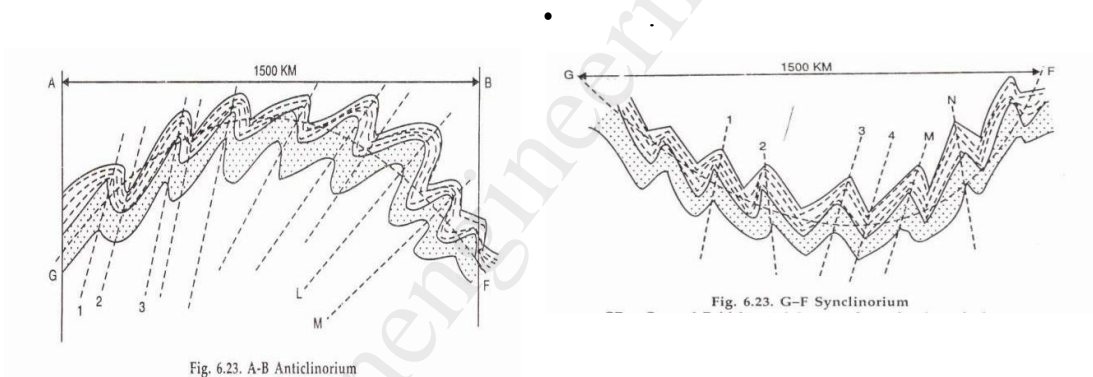 A
1500 KM
B
G
1
2
3
L
M
F
Fig. 6.23. A-B Anticlinorium
G
1500 KM
F
1
2
3
4
M
N
Fig. 6.23. G–F Synclinorium